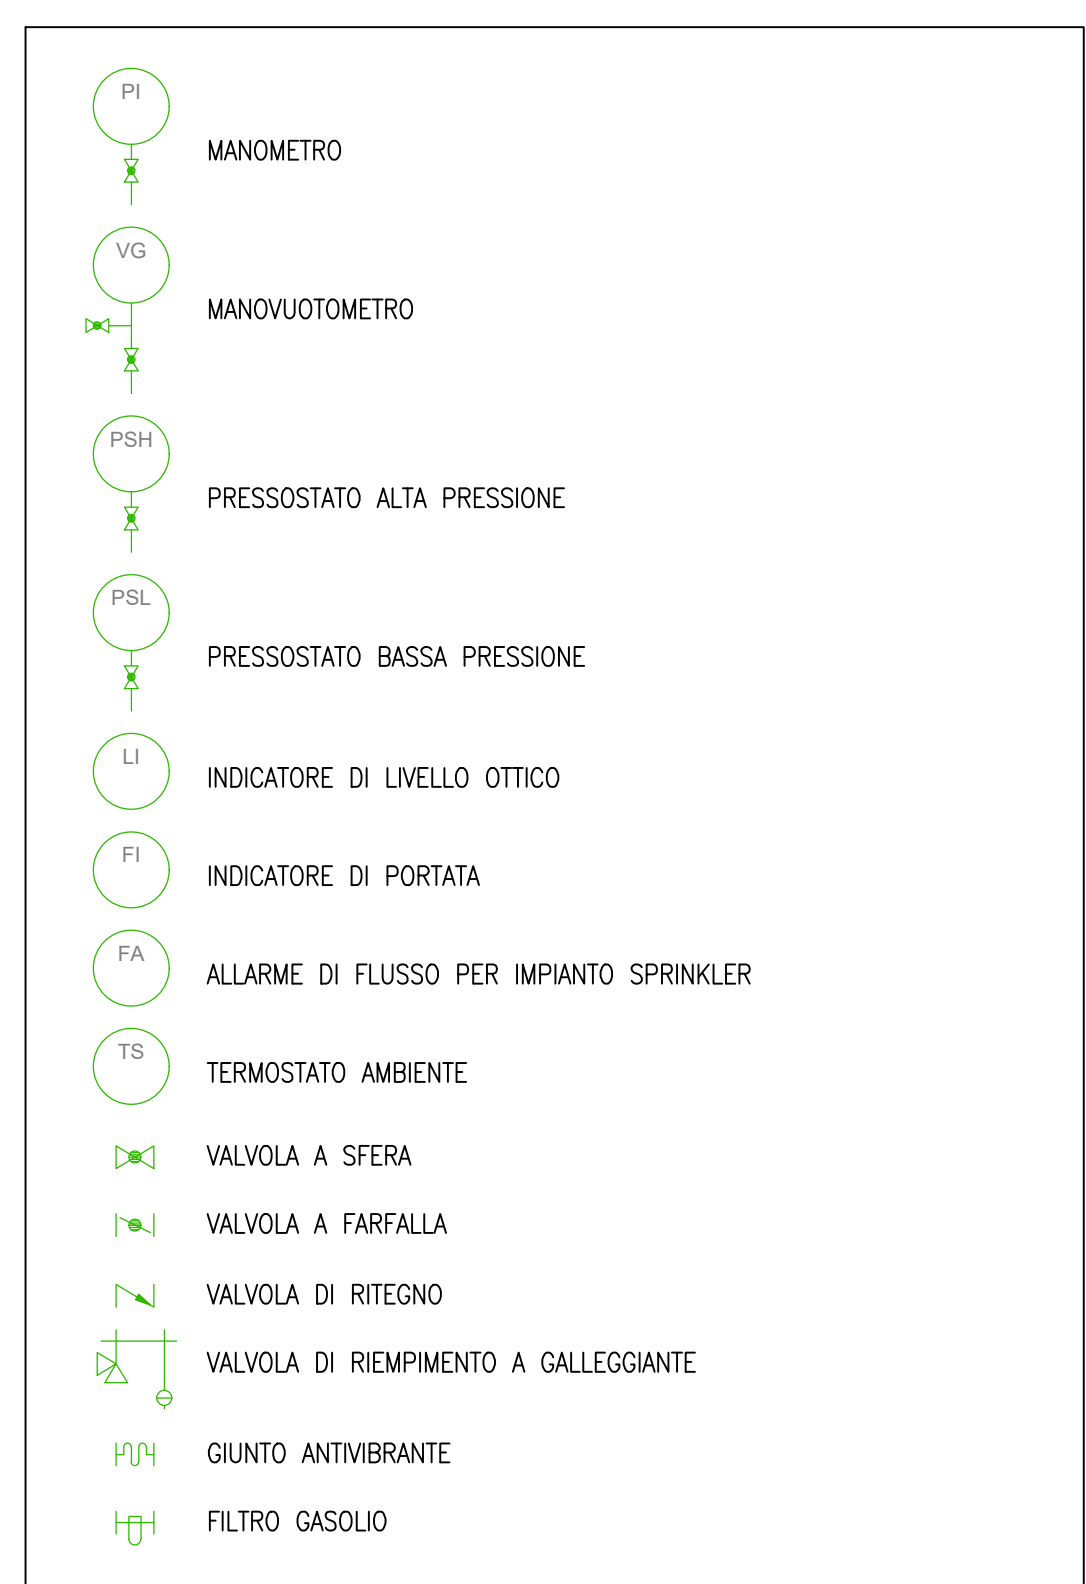 PI
MANOMETRO
VG
MANOVUOTOMETRO
PSH
PRESSOSTATO ALTA PRESSIONE
PSL
PRESSOSTATO BASSA PRESSIONE
LI
INDICATORE DI LIVELLO OTTICO
FI
INDICATORE DI PORTATA
FA
ALLARME DI FLUSSO PER IMPIANTO SPRINKLER
TS
TERMOSTATO AMBIENTE
VALVOLA A SFERA
VALVOLA A FARFALLA
VALVOLA DI RITEGNO
VALVOLA DI RIEMPIMENTO A GALLEGGIANTE
GIUNTO ANTIVIBRANTE
FILTRO GASOLIO